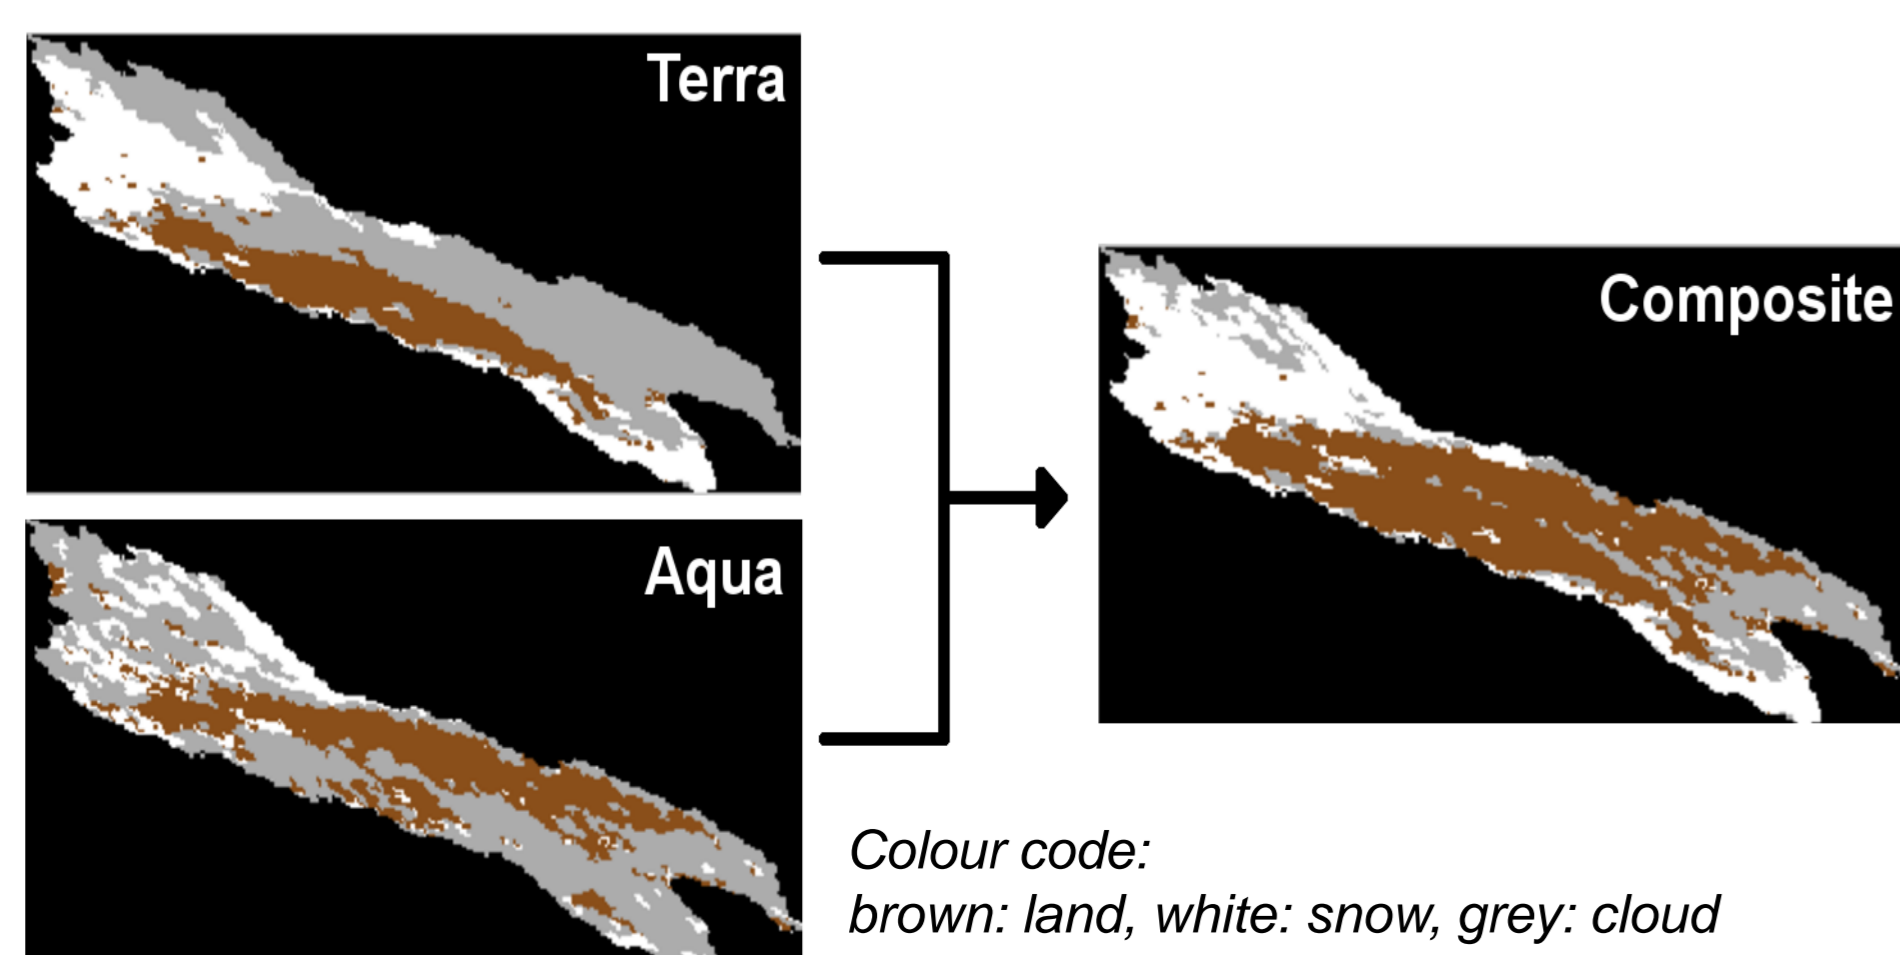 Terra
Composite
Aqua
Colour code:
brown: land, white: snow, grey: cloud